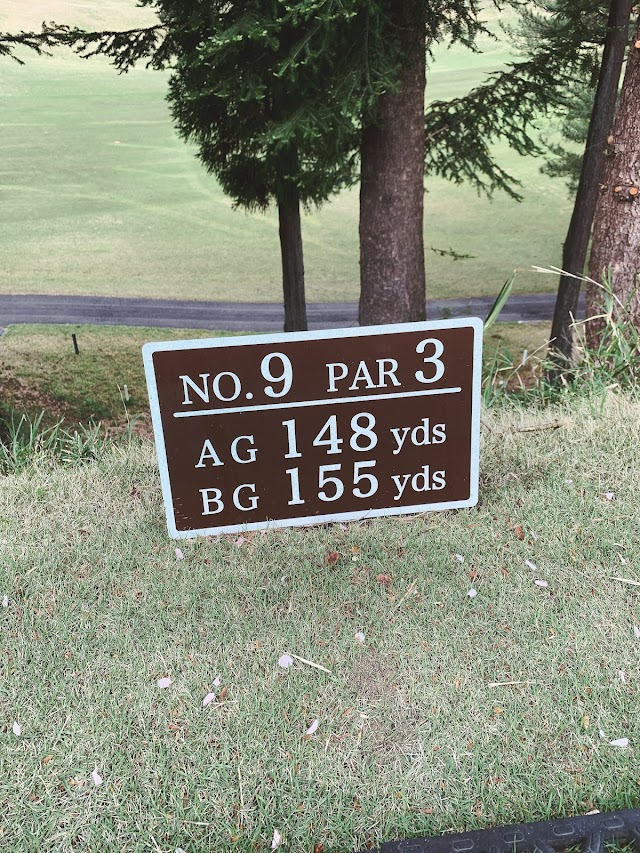 NO. 9 PAR 3
AG 148 yds
BG 155 yds